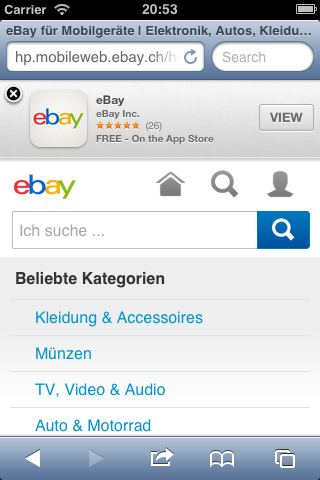 Carrier 20:53
eBay für Mobilgeräte | Elektronik, Autos, Kleidu...
hp.mobileweb.ebay.ch/h
Search
ebay
eBay
eBay Inc.
(26)
FREE - On the App Store
VIEW
ebay
Ich suche ...
Beliebte Kategorien
Kleidung & Accessoires
Münzen
TV, Video & Audio
Auto & Motorrad